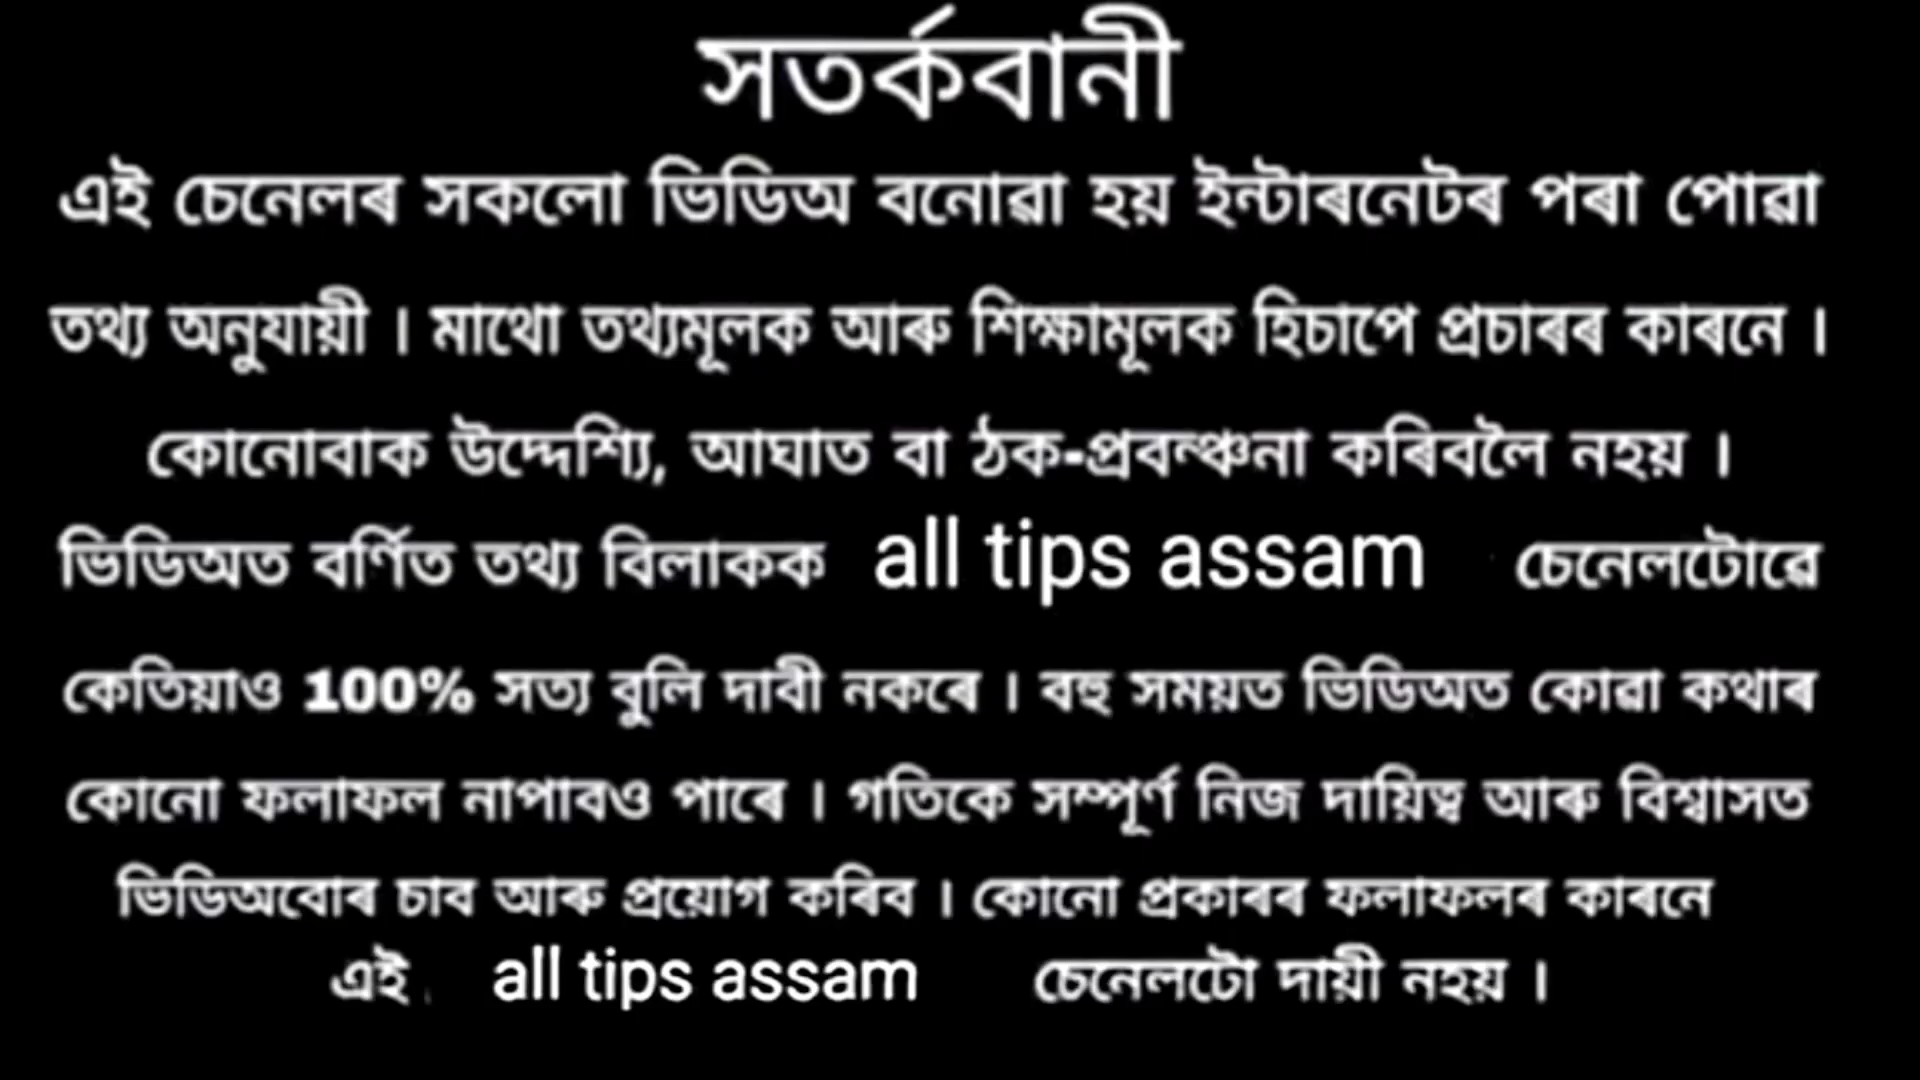 সতৰ্কবানী
এই চেনেলৰ সকলো ভিডিঅ বনোৱা হয় ইন্টাৰনেটৰ পৰা পোৱা
তথ্য অনুযায়ী । মাথো তথ্যমূলক আৰু শিক্ষামূলক হিচাপে প্ৰচাৰৰ কাৰনে ।
কোনোবাক উদ্দেশ্যি, আঘাত বা ঠক-প্ৰবন্ঞ্চনা কৰিবলৈ নহয় ।
ভিডিঅত বৰ্ণিত তথ্য বিলাকক all tips assam চেনেলটোৱে
কেতিয়াও 100% সত্য বুলি দাবী নকৰে । বহু সময়ত ভিডিঅত কোৱা কথাৰ
কোনো ফলাফল নাপাবও পাৰে । গতিকে সম্পূৰ্ণ নিজ দায়িত্ব আৰু বিশ্বাসত
ভিডিঅবোৰ চাব আৰু প্ৰয়োগ কৰিব । কোনো প্ৰকাৰৰ ফলাফলৰ কাৰনে
এই all tips assam চেনেলটো দায়ী নহয় ।